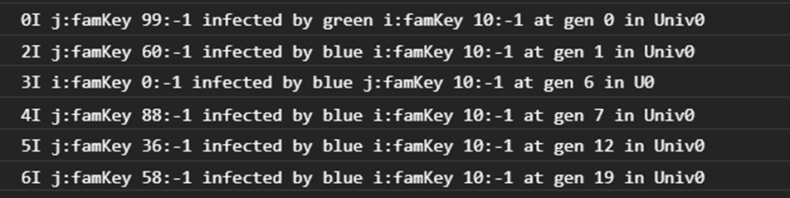 0I j:famKey 99:-1 infected by green i:famKey 10:-1 at gen 0 in Univ0
2I j:famKey 60:-1 infected by blue i:famKey 10:-1 at gen 1 in Univ0
3I i:famKey 0:-1 infected by blue j:famKey 10:-1 at gen 6 in U0
4I j:famKey 88:-1 infected by blue i:famKey 10:-1 at gen 7 in Univ0
5I j:famKey 36:-1 infected by blue i:famKey 10:-1 at gen 12 in Univ0
6I j:famKey 58:-1 infected by blue i:famKey 10:-1 at gen 19 in Univ0